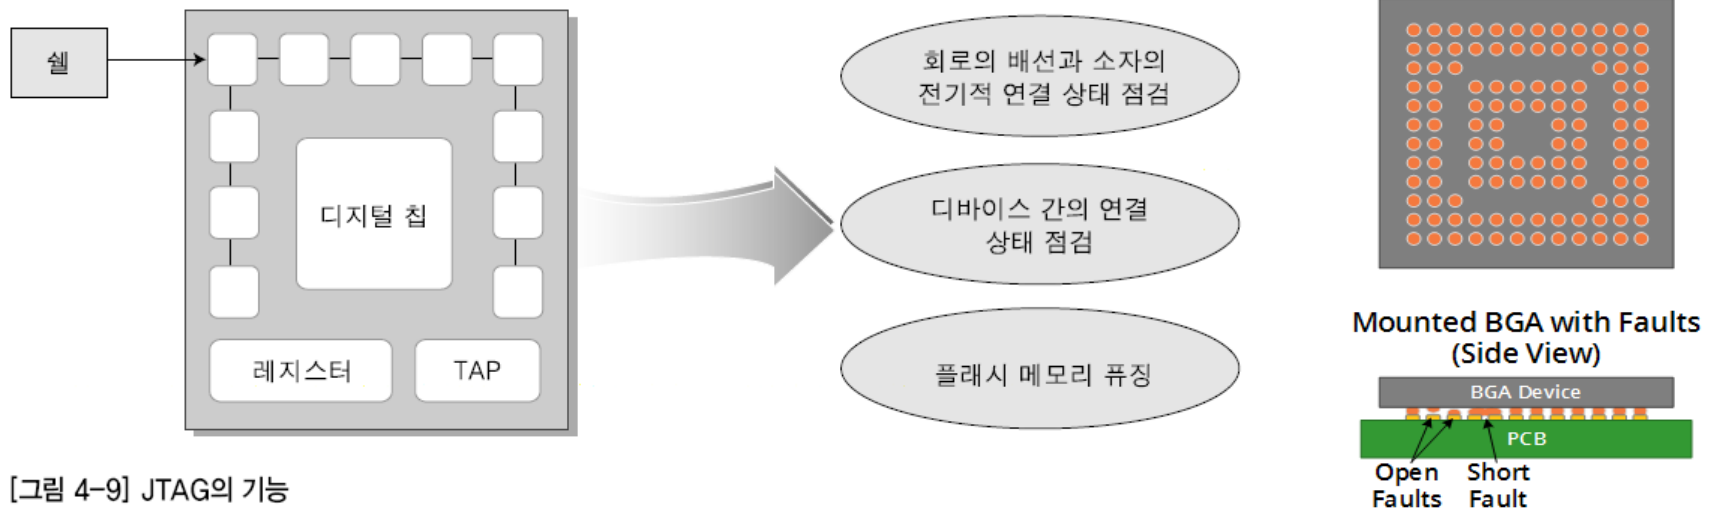 쉘
디지털 칩
레지스터
TAP
회로의 배선과 소자의
전기적 연결 상태 점검
디바이스 간의 연결
상태 점검
플래시 메모리 퓨징
[그림 4-9] JTAG의 기능
Mounted BGA with Faults
(Side View)
BGA Device
PCB
Open
Faults
Short
Fault